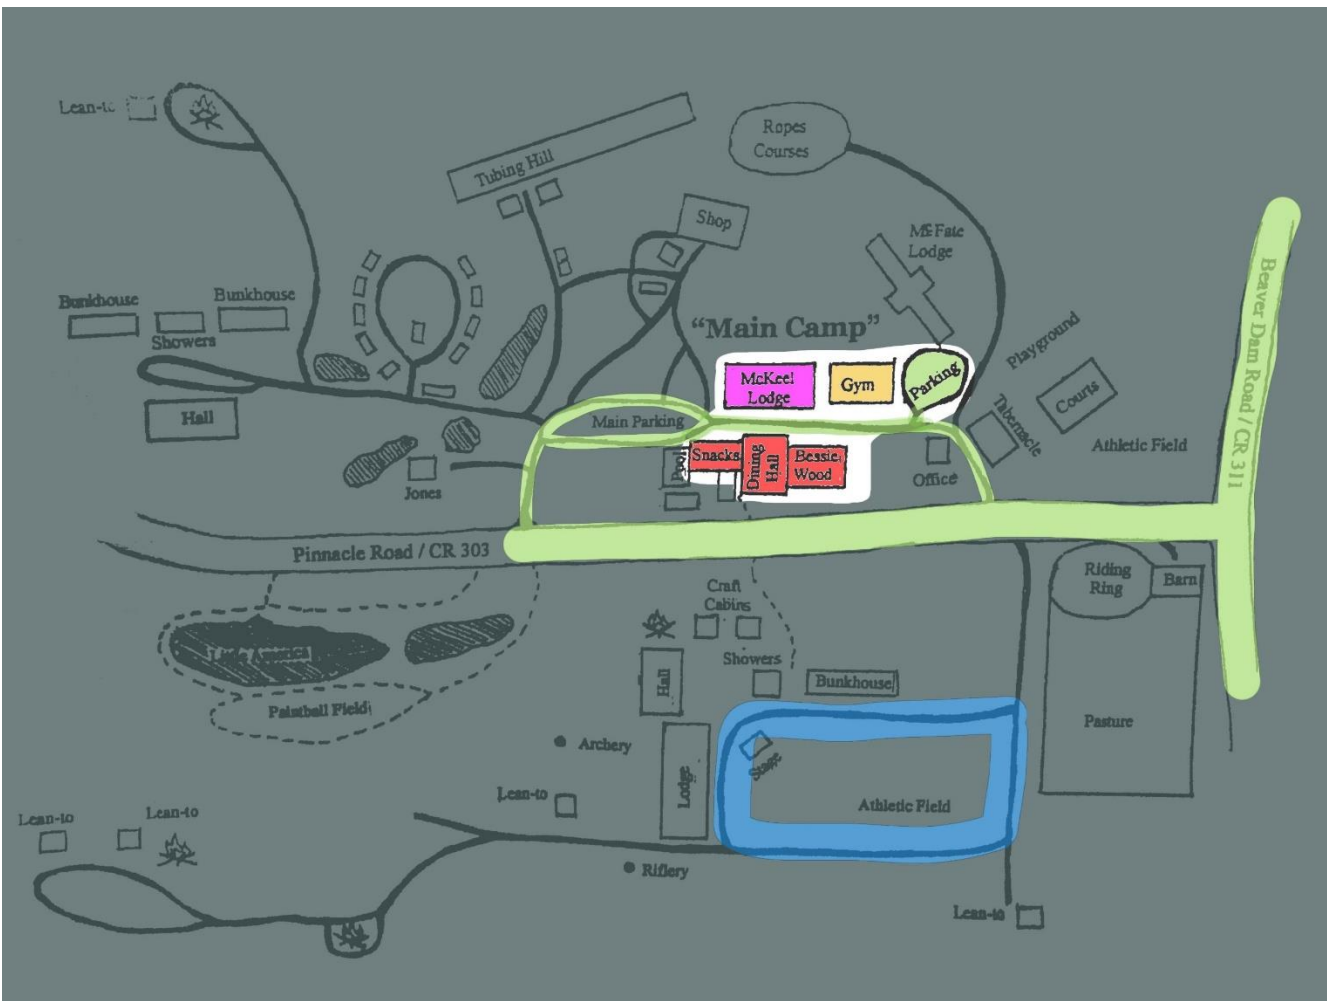 Lean-to
Ropes
Courses
Tubing Hill
Shop
McFate
Lodge
Beaver Dam Road / CR 311
Bunkhouse
Bunkhouse
Showers
"Main Camp"
Playground
McKeel
Lodge
Gym
Parking
Courts
Hall
Main Parking
Tabernacle
Athletic Field
Snacks
Dining
Hall
Bessie
Wood
Pool
Office
Jones
Pinnacle Road / CR 303
Riding
Ring
Barn
Craft
Cabins
Showers
Hall
Bunkhouse
Paintball Field
Pasture
Archery
Stage
Lodge
Athletic Field
Lean-to
Lean-to
Lean-to
Riflery
Lean-to